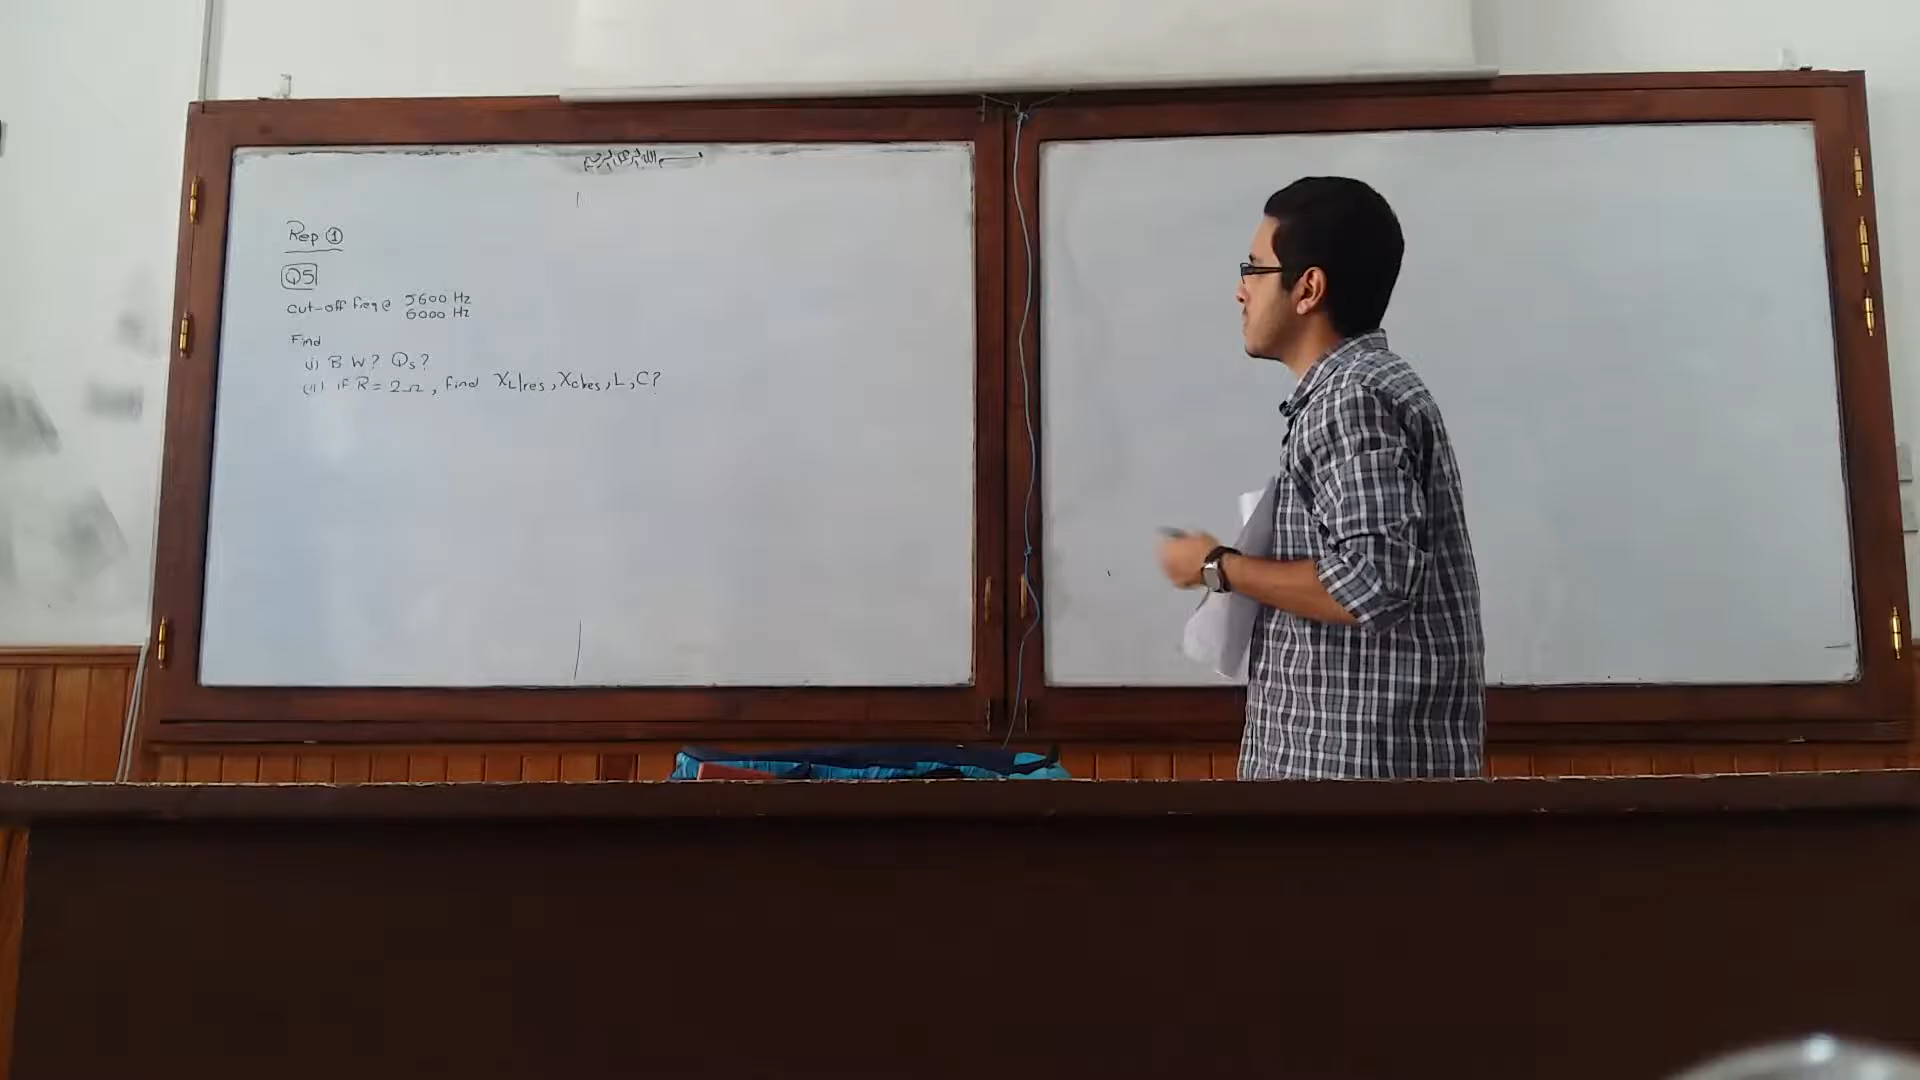 بسم الله الرحمن الرحيم
Rep ①
Q5
cut-off freq @ 5600 Hz
6000 Hz
Find
(i) BW? Qs?
(ii) if R = 2Ω, find XL|res, Xc|res, L, C?